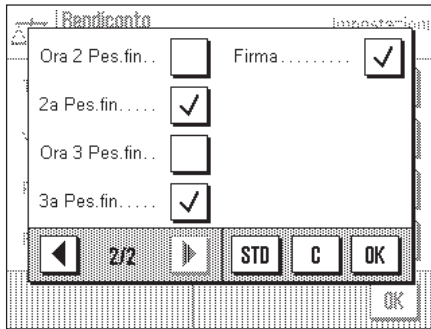 Rendiconto
Impostazioni
Ora 2 Pes.fin..
Firma.........
2a Pes.fin.....
Ora 3 Pes.fin..
3a Pes.fin.....
2/2
STD
C
OK
OK